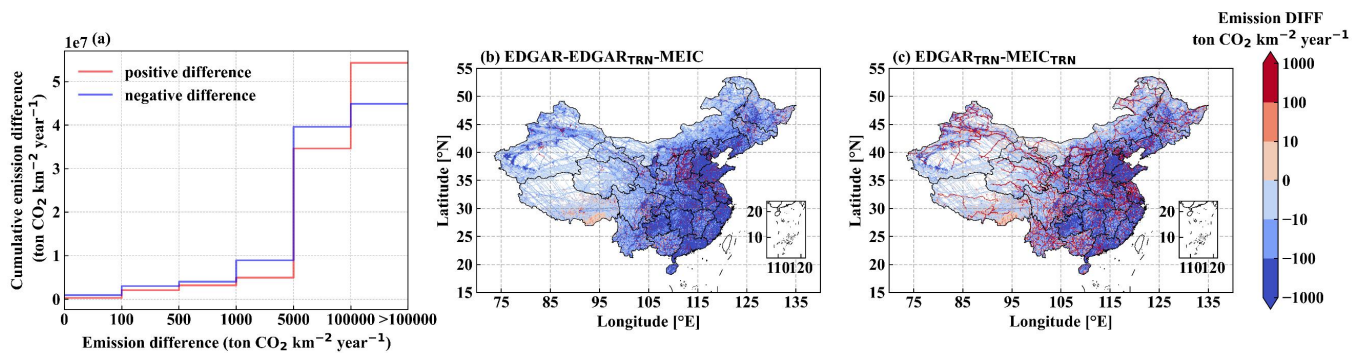 1e7 (a)
positive difference
negative difference
5
4
3
2
1
0
Cumulative emission difference
(ton CO₂ km⁻² year⁻¹)
0 100 500 1000 5000 100000 >100000
Emission difference (ton CO₂ km⁻² year⁻¹)
(b) EDGAR-EDGAR_TRN-MEIC
55
50
45
40
35
30
25
20
15
Latitude [°N]
20
10
110120
75 85 95 105 115 125 135
Longitude [°E]
(c) EDGAR_TRN-MEIC_TRN
55
50
45
40
35
30
25
20
15
Latitude [°N]
20
10
110120
75 85 95 105 115 125 135
Longitude [°E]
Emission DIFF
ton CO₂ km⁻² year⁻¹
1000
100
10
0
−10
−100
−1000